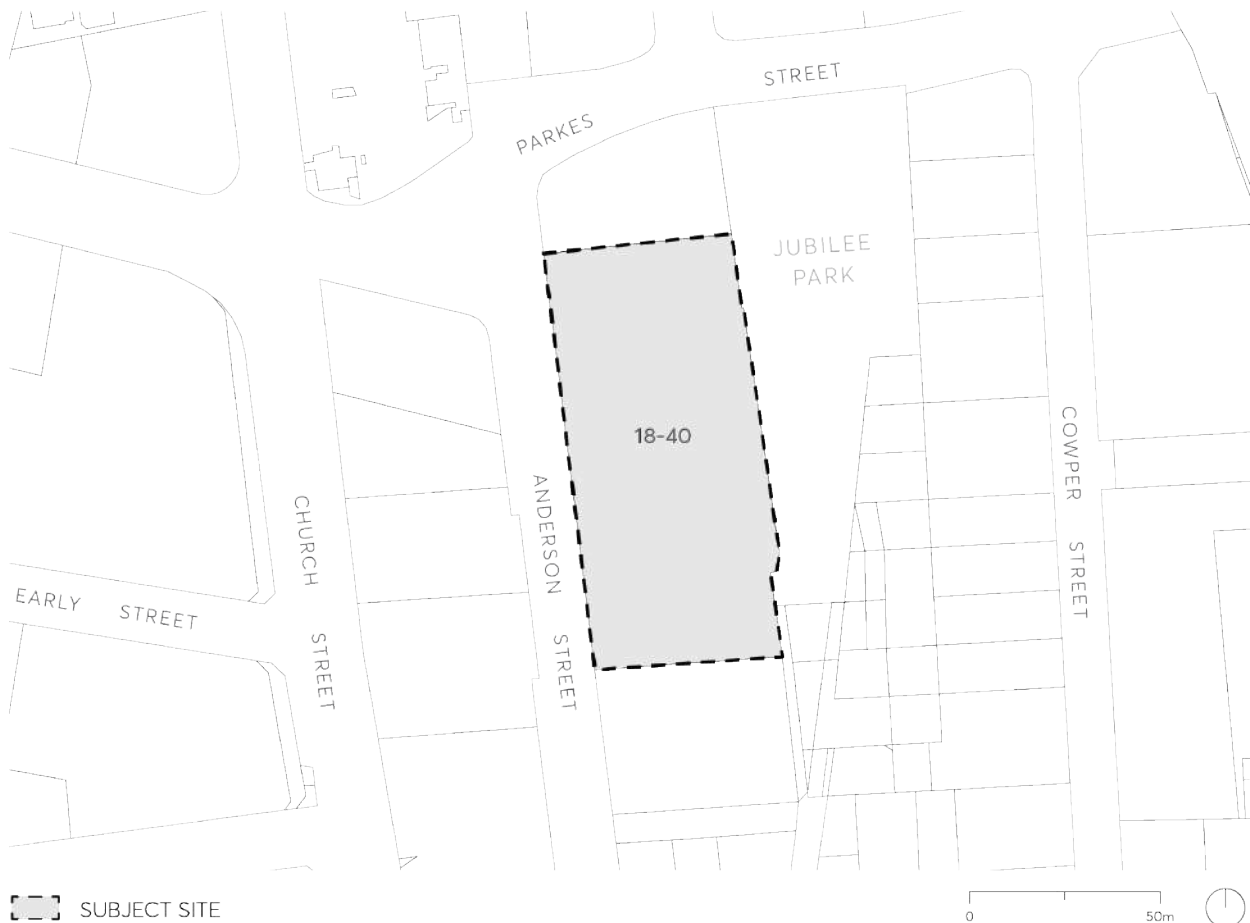 STREET
PARKES
JUBILEE
PARK
18-40
COWPER
STREET
ANDERSON
STREET
CHURCH
STREET
EARLY STREET
SUBJECT SITE
0 50m